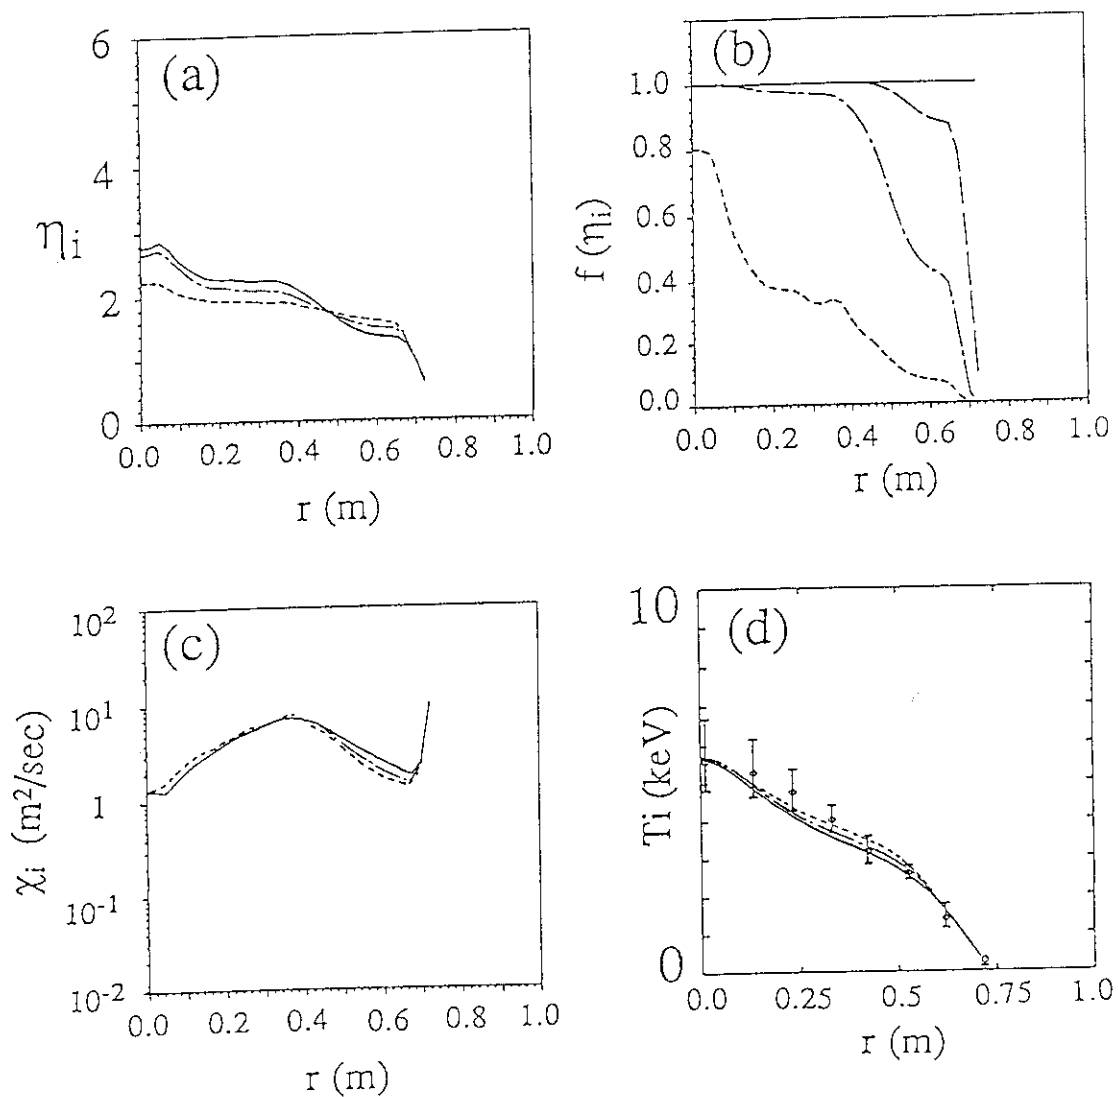 (a)
6
4
2
0
ηi
0.0 0.2 0.4 0.6 0.8 1.0
r (m)
(b)
1.0
0.8
0.6
0.4
0.2
0.0
f (ηi)
0.0 0.2 0.4 0.6 0.8 1.0
r (m)
(c)
10²
10¹
1
10⁻¹
10⁻²
χi (m²/sec)
0.0 0.2 0.4 0.6 0.8 1.0
r (m)
(d)
10
0
Ti (keV)
0.0 0.25 0.5 0.75 1.0
r (m)